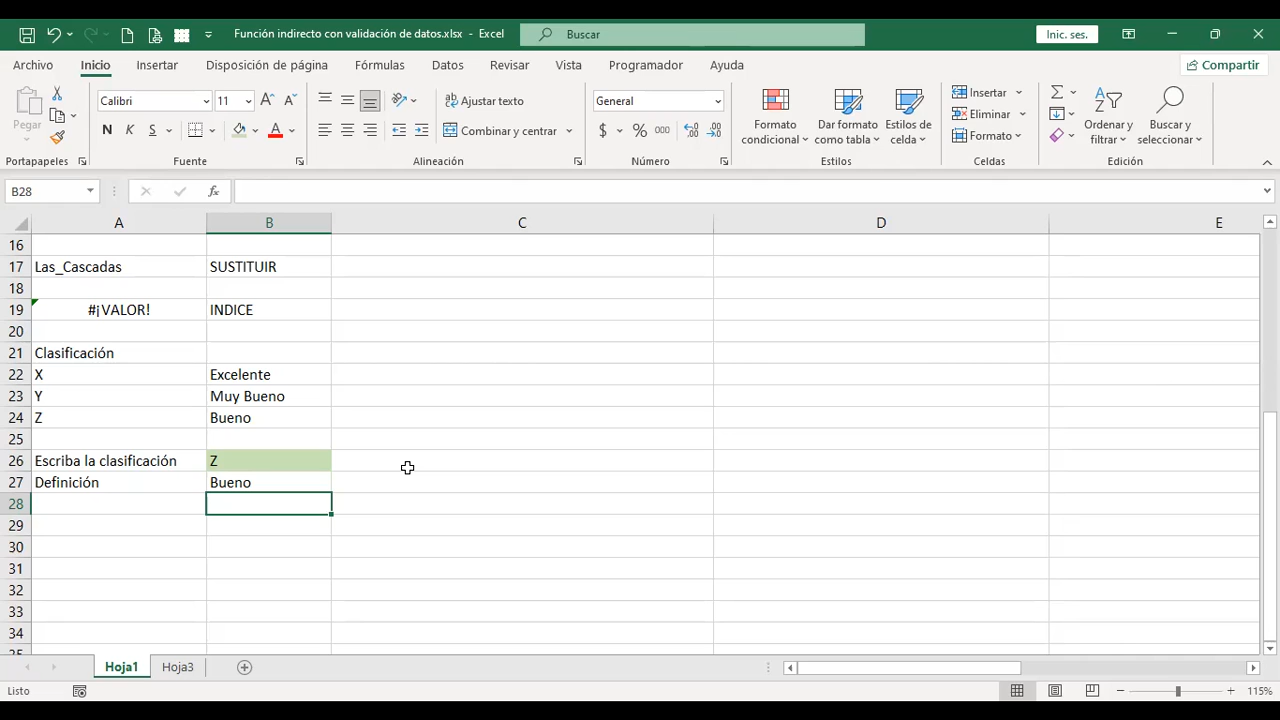 Función indirecto con validación de datos.xlsx - Excel
Buscar
Inic. ses.
Archivo Inicio Insertar Disposición de página Fórmulas Datos Revisar Vista Programador Ayuda Compartir
Pegar
Calibri 11
N K S
Ajustar texto
Combinar y centrar
General
$ % 000
Formato condicional
Dar formato como tabla
Estilos de celda
Insertar
Eliminar
Formato
Ordenar y filtrar
Buscar y seleccionar
Portapapeles Fuente Alineación Número Estilos Celdas Edición
B28 fx
A B C D E
16
17 Las_Cascadas SUSTITUIR
18
19 #¡VALOR! INDICE
20
21 Clasificación
22 X Excelente
23 Y Muy Bueno
24 Z Bueno
25
26 Escriba la clasificación Z
27 Definición Bueno
28
29
30
31
32
33
34
35
Hoja1 Hoja3
Listo 115%